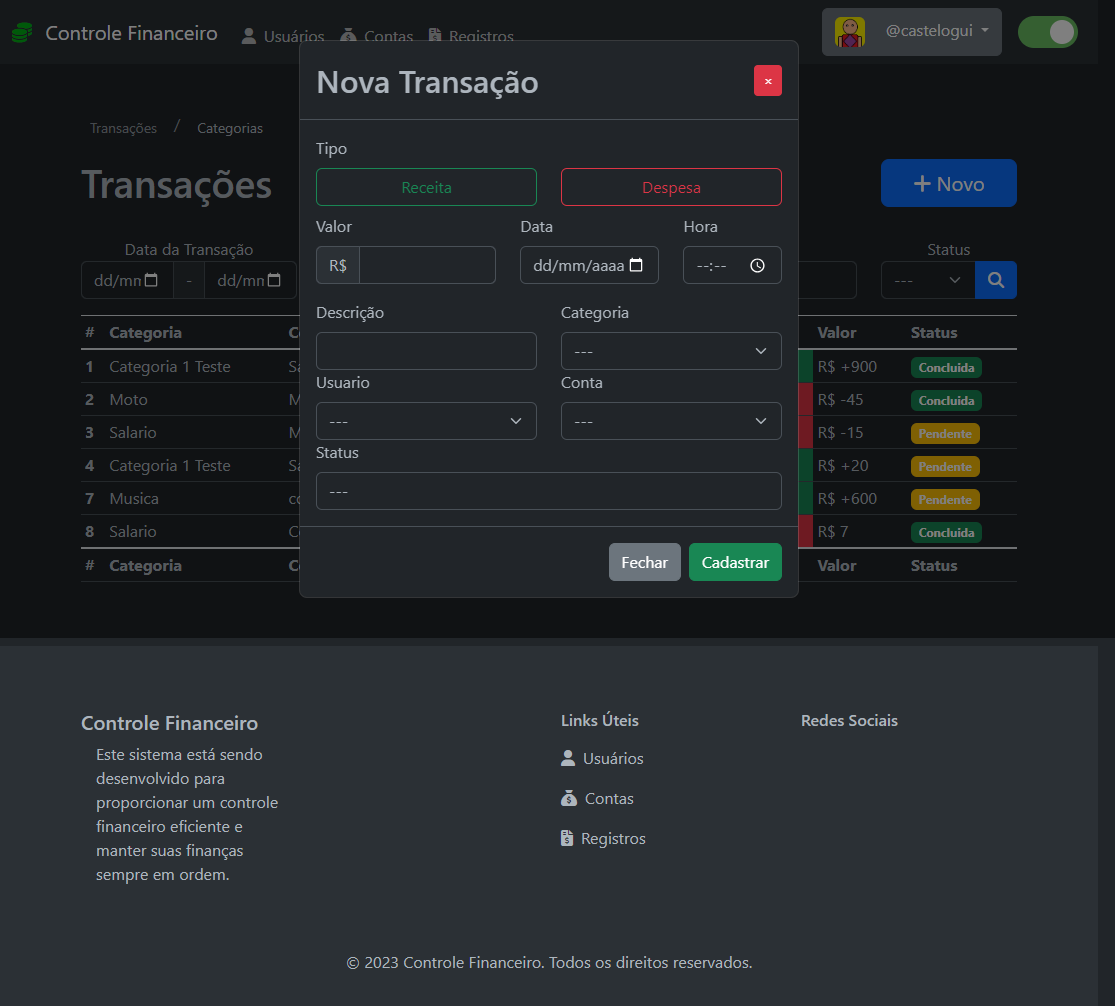 Controle Financeiro Usuários Contas Registros @castelogui
Nova Transação ×
Transações / Categorias
Tipo
Transações Receita Despesa + Novo
Valor Data Hora
Data da Transação Status
R$ dd/mm/aaaa --:--
dd/mn - dd/mn ---
Descrição Categoria
# Categoria C Valor Status
---
1 Categoria 1 Teste Sa R$ +900 Concluida
Usuario Conta
2 Moto M R$ -45 Concluida
--- ---
3 Salario M R$ -15 Pendente
Status
4 Categoria 1 Teste Sa R$ +20 Pendente
---
7 Musica co R$ +600 Pendente
8 Salario C R$ 7 Concluida
Fechar Cadastrar
# Categoria C Valor Status
Controle Financeiro
Este sistema está sendo
desenvolvido para
proporcionar um controle
financeiro eficiente e
manter suas finanças
sempre em ordem.
Links Úteis
Usuários
Contas
Registros
Redes Sociais
© 2023 Controle Financeiro. Todos os direitos reservados.